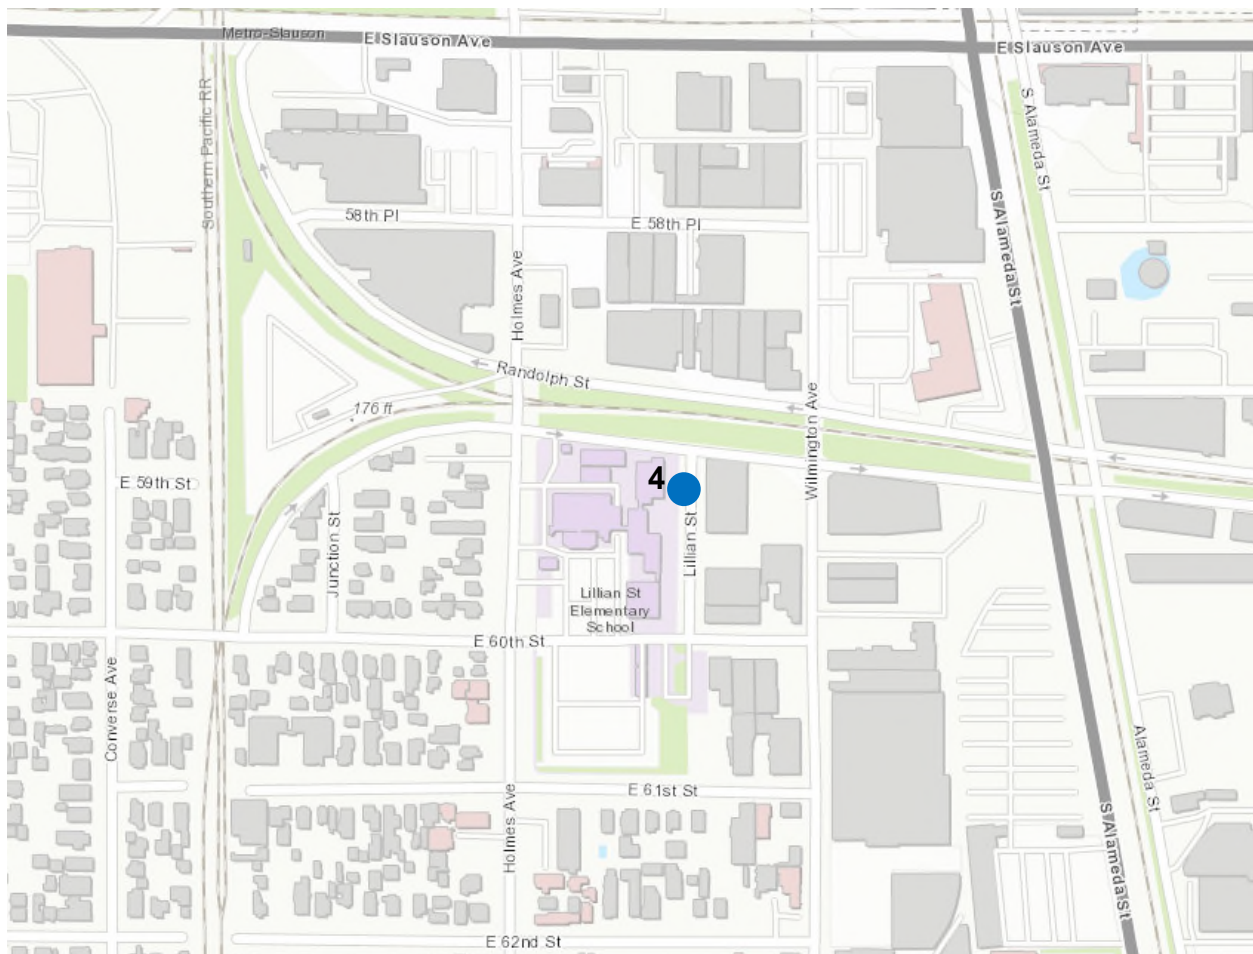 Metro-Slauson
E Slauson Ave
E Slauson Ave
Southern Pacific RR
S Alameda St
58th Pl
E 58th Pl
S Alameda St
Holmes Ave
Randolph St
176 ft
Wilmington Ave
E 59th St
4
Junction St
Lillian St
Lillian St
Elementary
School
E 60th St
Converse Ave
Alameda St
E 61st St
Holmes Ave
S Alameda St
E 62nd St